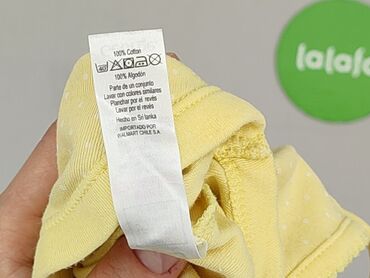 100% Cotton
100% Algodón
Parte de un conjunto
Lavar con colores similares
Planchar por el revés
Lavar por el revés
Hecho en Sri lanka
IMPORTADO POR
WALMART CHILE S.A
lalafo